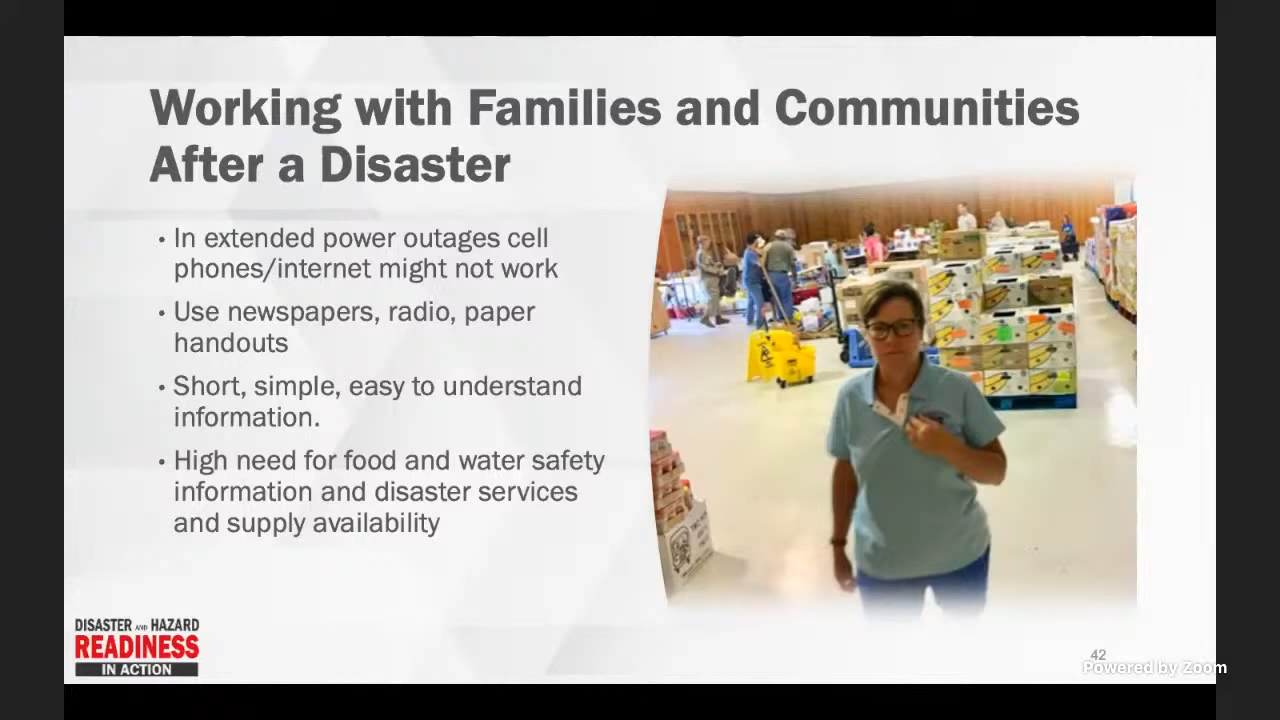 Working with Families and Communities
After a Disaster
• In extended power outages cell
phones/internet might not work
• Use newspapers, radio, paper
handouts
• Short, simple, easy to understand
information.
• High need for food and water safety
information and disaster services
and supply availability
DISASTER AND HAZARD
READINESS
IN ACTION
42
Powered by Zoom